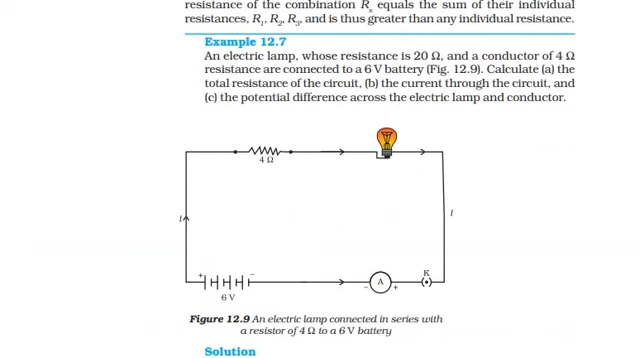 resistance of the combination Rs equals the sum of their individual
resistances, R1, R2, R3, and is thus greater than any individual resistance.
Example 12.7
An electric lamp, whose resistance is 20 Ω, and a conductor of 4 Ω
resistance are connected to a 6 V battery (Fig. 12.9). Calculate (a) the
total resistance of the circuit, (b) the current through the circuit, and
(c) the potential difference across the electric lamp and conductor.
4 Ω
I
I
+ − K
A
− +
6 V
Figure 12.9 An electric lamp connected in series with
a resistor of 4 Ω to a 6 V battery
Solution